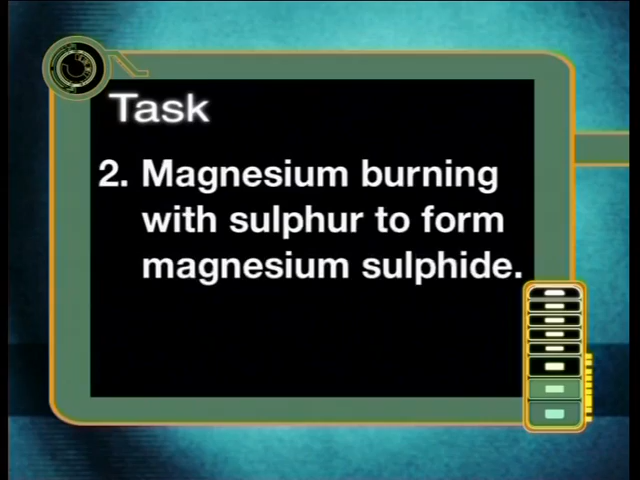 Task
2. Magnesium burning
with sulphur to form
magnesium sulphide.